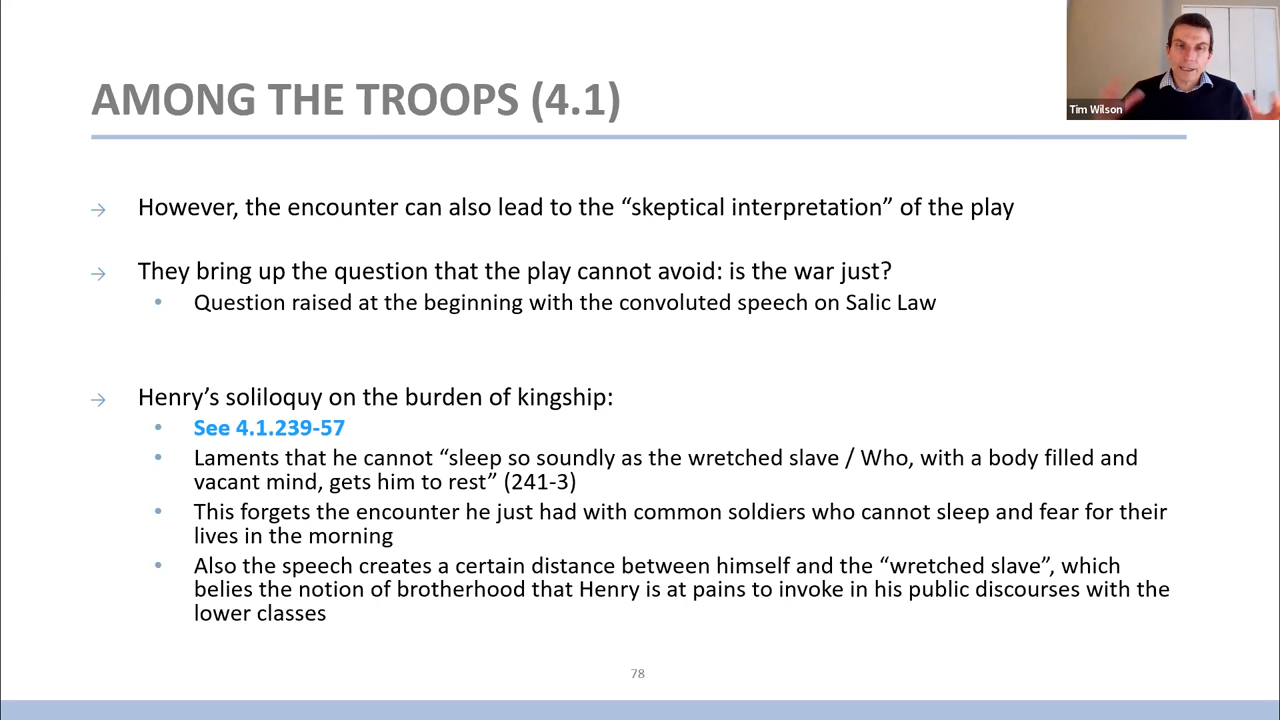 AMONG THE TROOPS (4.1)
Tim Wilson
→ However, the encounter can also lead to the “skeptical interpretation” of the play
→ They bring up the question that the play cannot avoid: is the war just?
• Question raised at the beginning with the convoluted speech on Salic Law
→ Henry’s soliloquy on the burden of kingship:
• See 4.1.239-57
• Laments that he cannot “sleep so soundly as the wretched slave / Who, with a body filled and
vacant mind, gets him to rest” (241-3)
• This forgets the encounter he just had with common soldiers who cannot sleep and fear for their
lives in the morning
• Also the speech creates a certain distance between himself and the “wretched slave”, which
belies the notion of brotherhood that Henry is at pains to invoke in his public discourses with the
lower classes
78